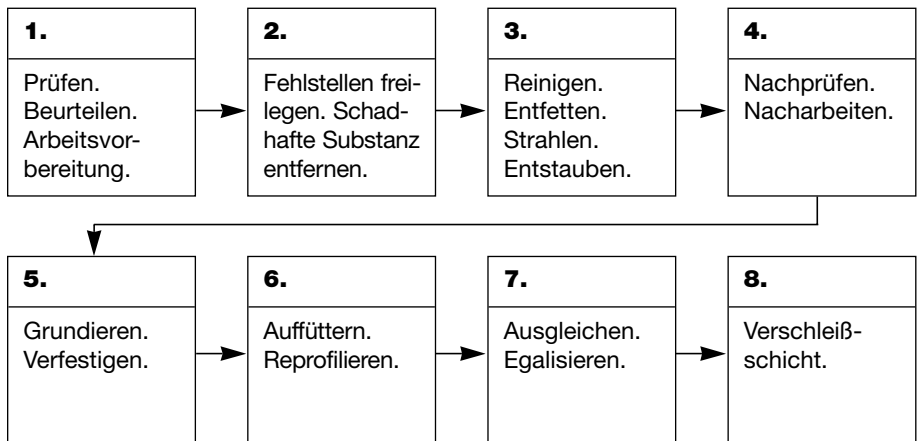 1.
Prüfen.
Beurteilen.
Arbeitsvor-
bereitung.
2.
Fehlstellen frei-
legen. Schad-
hafte Substanz
entfernen.
3.
Reinigen.
Entfetten.
Strahlen.
Entstauben.
4.
Nachprüfen.
Nacharbeiten.
5.
Grundieren.
Verfestigen.
6.
Auffüttern.
Reprofilieren.
7.
Ausgleichen.
Egalisieren.
8.
Verschleiß-
schicht.